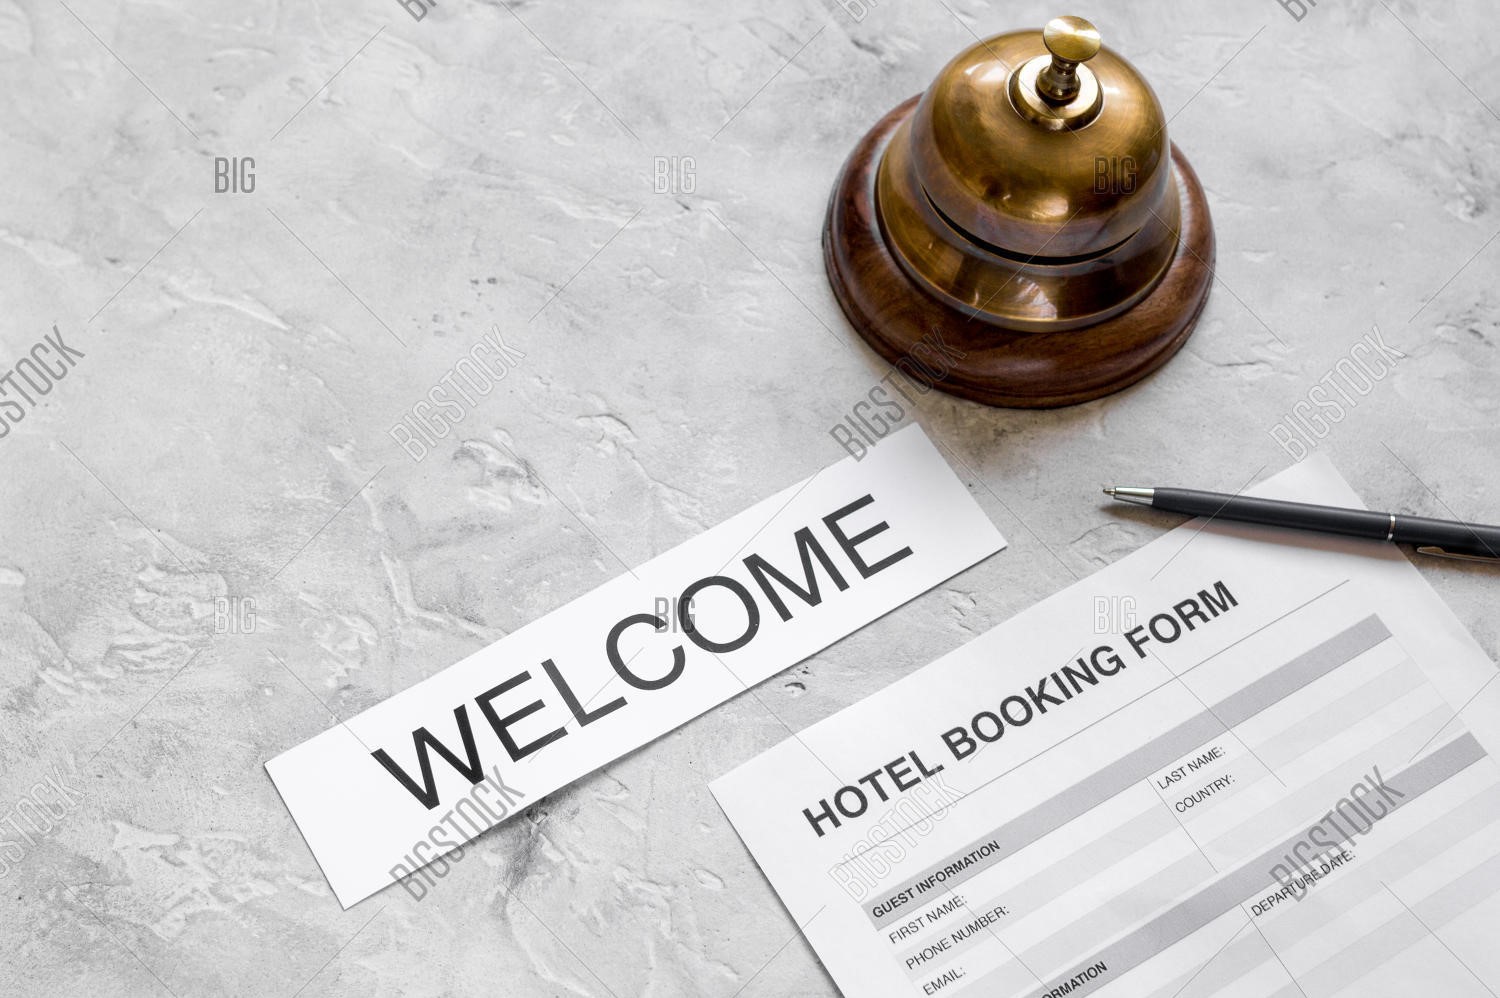 WELCOME
HOTEL BOOKING FORM
GUEST INFORMATION
FIRST NAME:
LAST NAME:
PHONE NUMBER:
COUNTRY:
EMAIL:
DEPARTURE DATE:
BIGSTOCK
BIG